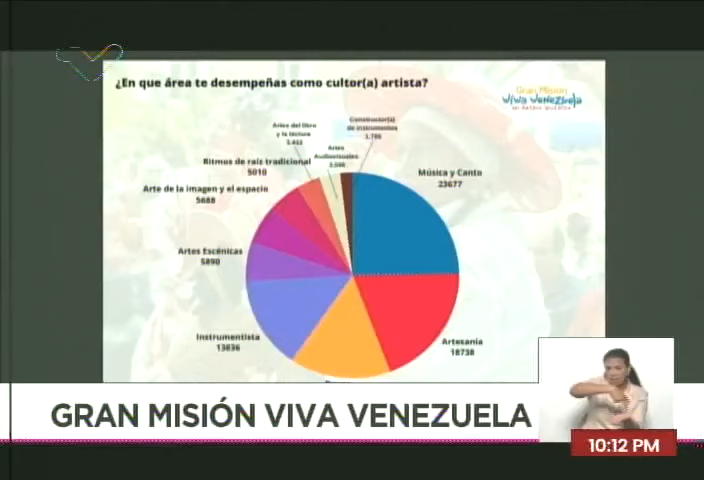 ¿En que área te desempeñas como cultor(a) artista?
Gran Misión
Viva Venezuela
Artes del libro
y la lectura
Constructor(a)
de instrumentos
Artes
Audiovisuales
Ritmos de raíz tradicional
5010
Música y Canto
23677
Arte de la imagen y el espacio
5688
Artes Escénicas
5890
Instrumentista
13836
Artesanía
18738
GRAN MISIÓN VIVA VENEZUELA
10:12 PM